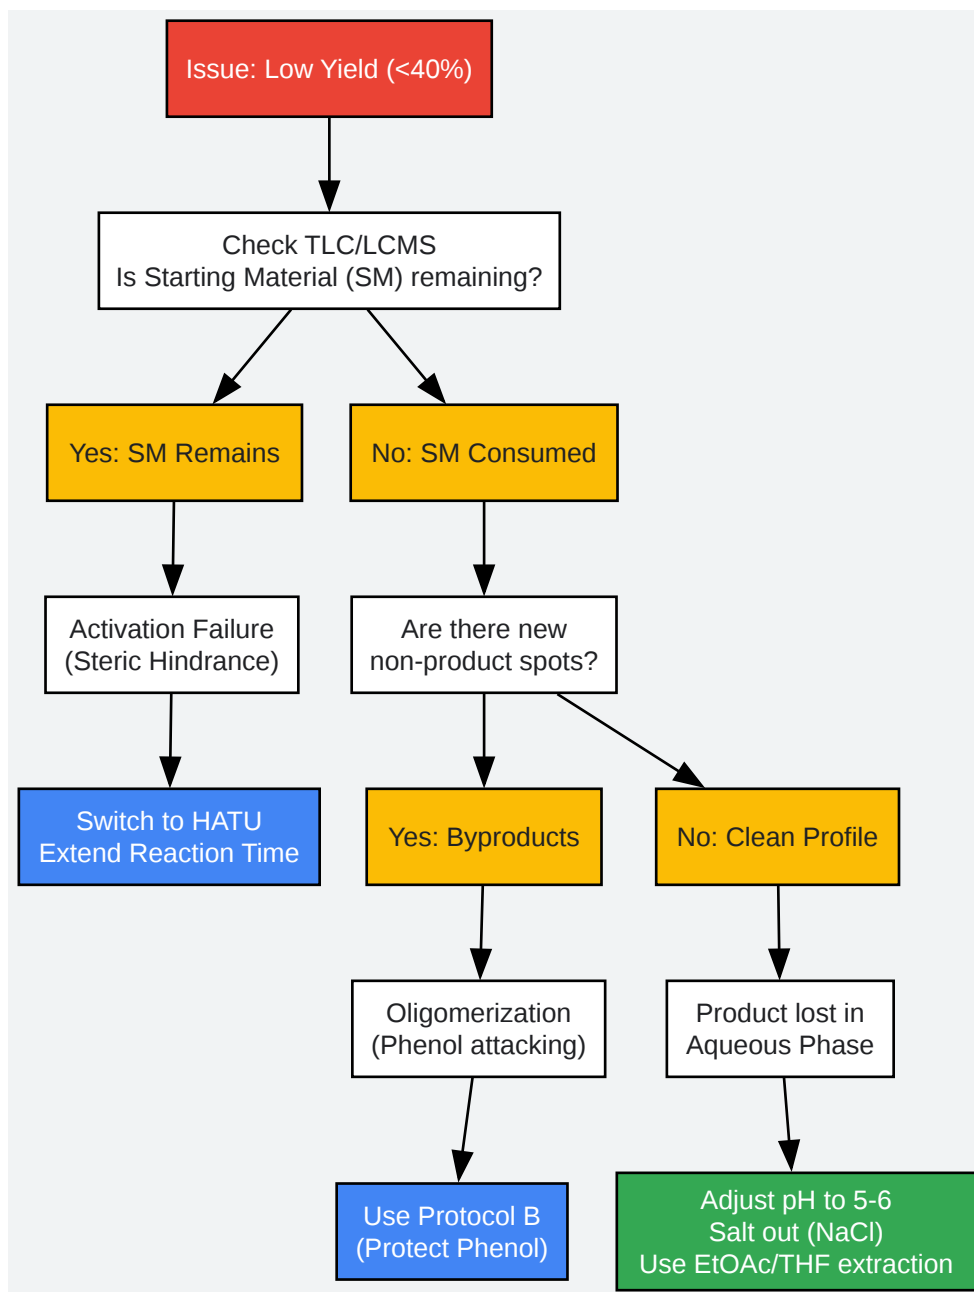 Issue: Low Yield (<40%)
Check TLC/LCMS
Is Starting Material (SM) remaining?
Yes: SM Remains
No: SM Consumed
Activation Failure
(Steric Hindrance)
Are there new
non-product spots?
Switch to HATU
Extend Reaction Time
Yes: Byproducts
No: Clean Profile
Oligomerization
(Phenol attacking)
Product lost in
Aqueous Phase
Use Protocol B
(Protect Phenol)
Adjust pH to 5-6
Salt out (NaCl)
Use EtOAc/THF extraction